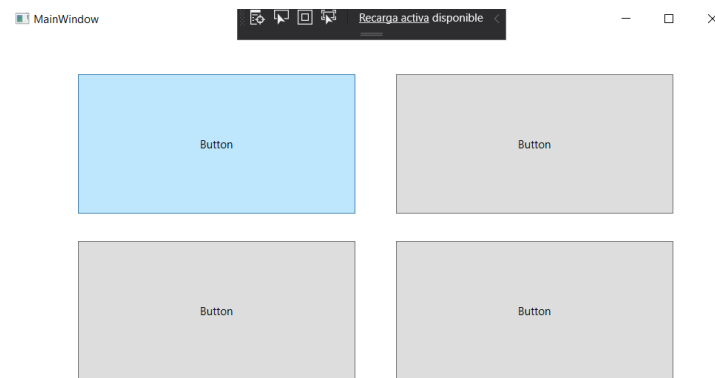 MainWindow
Recarga activa disponible
Button
Button
Button
Button